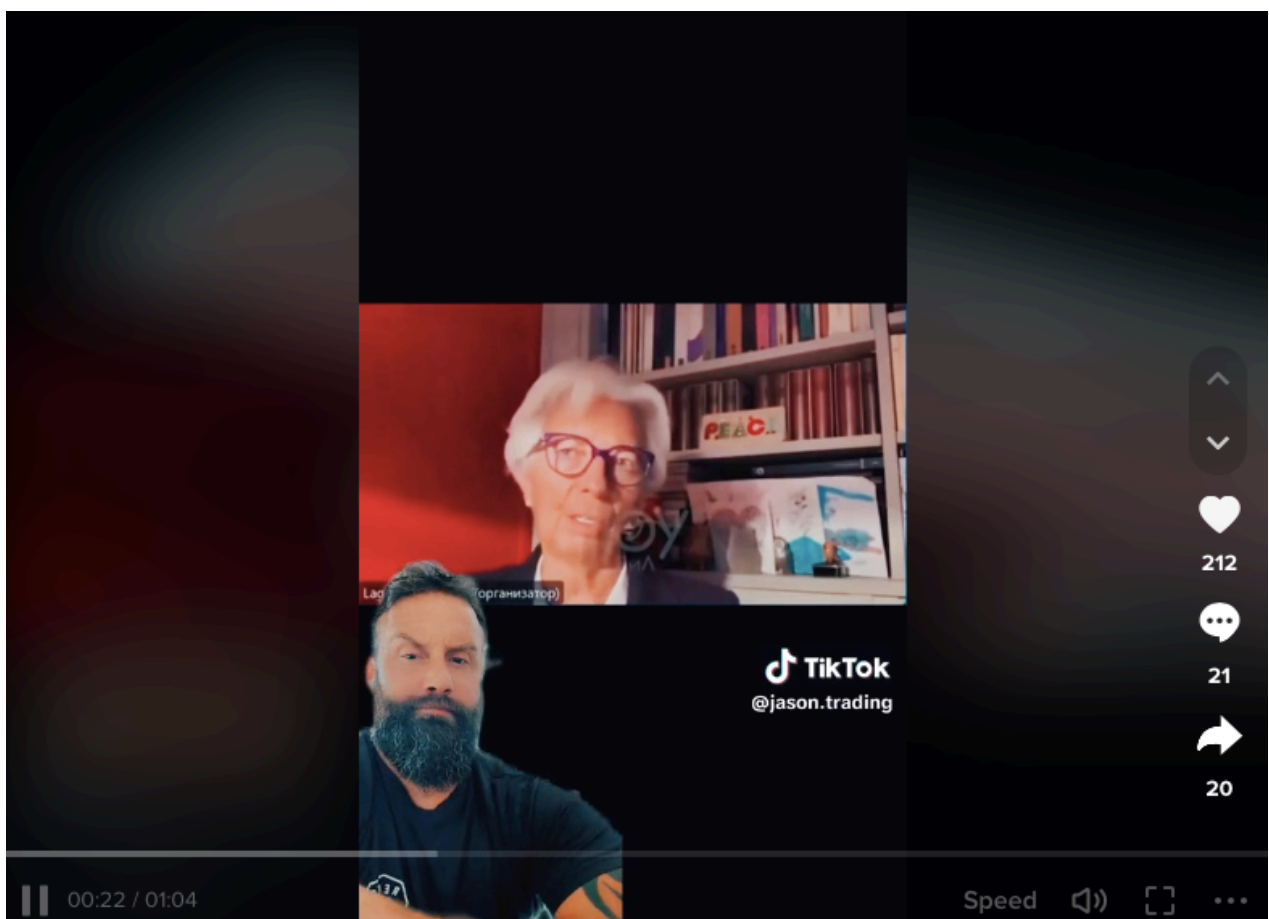 PEACE
Lag
(организатор)
TikTok
@jason.trading
212
21
20
00:22 / 01:04
Speed